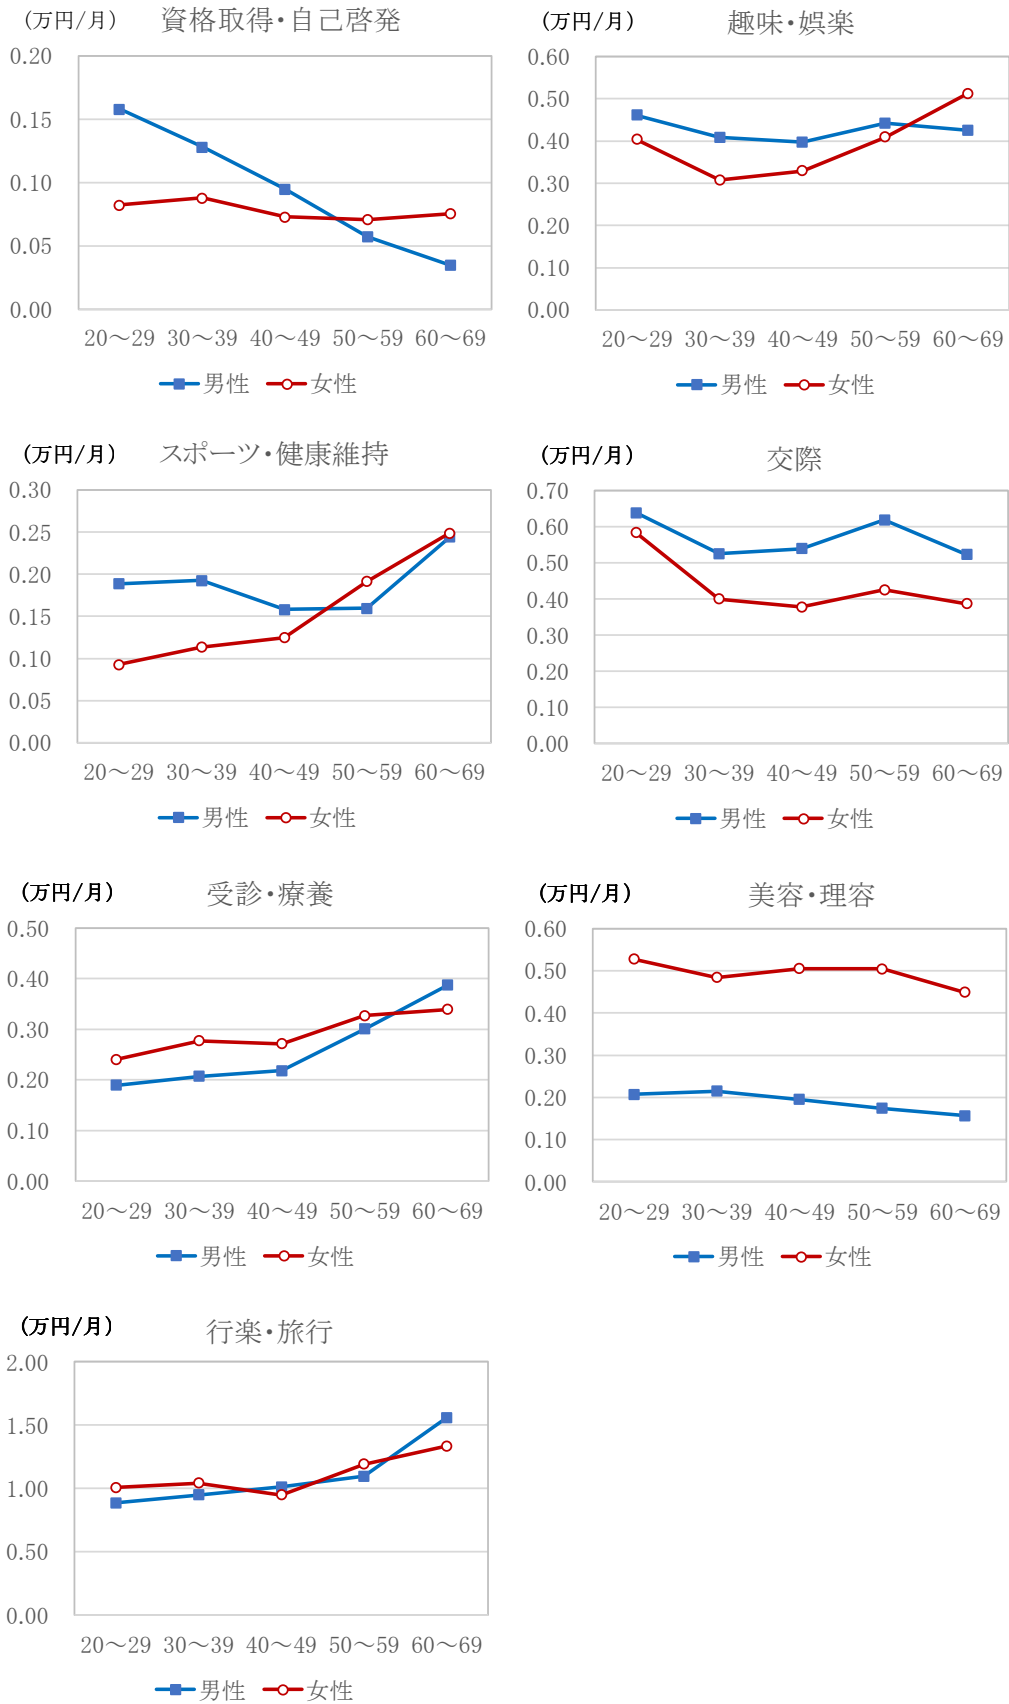 (万円/月) 資格取得・自己啓発
0.20
0.15
0.10
0.05
0.00
20～29 30～39 40～49 50～59 60～69
男性 女性
(万円/月) 趣味・娯楽
0.60
0.50
0.40
0.30
0.20
0.10
0.00
20～29 30～39 40～49 50～59 60～69
男性 女性
(万円/月) スポーツ・健康維持
0.30
0.25
0.20
0.15
0.10
0.05
0.00
20～29 30～39 40～49 50～59 60～69
男性 女性
(万円/月) 交際
0.70
0.60
0.50
0.40
0.30
0.20
0.10
0.00
20～29 30～39 40～49 50～59 60～69
男性 女性
(万円/月) 受診・療養
0.50
0.40
0.30
0.20
0.10
0.00
20～29 30～39 40～49 50～59 60～69
男性 女性
(万円/月) 美容・理容
0.60
0.50
0.40
0.30
0.20
0.10
0.00
20～29 30～39 40～49 50～59 60～69
男性 女性
(万円/月) 行楽・旅行
2.00
1.50
1.00
0.50
0.00
20～29 30～39 40～49 50～59 60～69
男性 女性